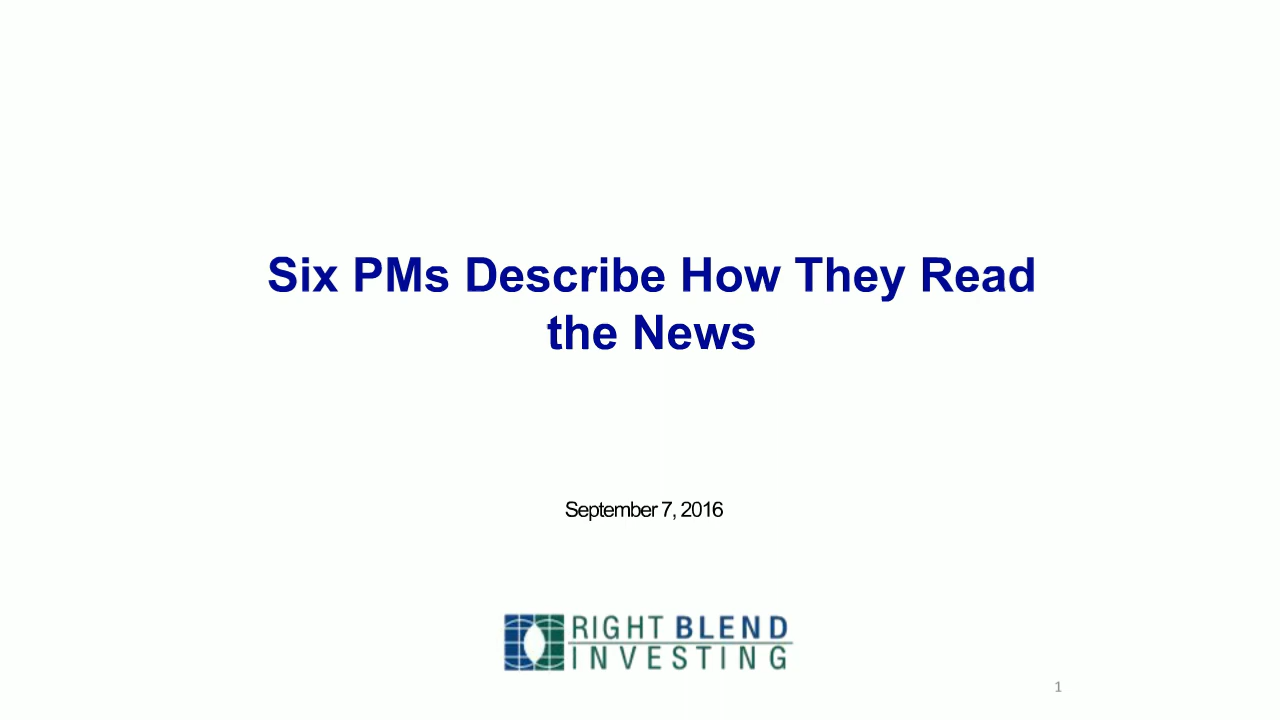 Six PMs Describe How They Read
the News
September 7, 2016
RIGHT BLEND
INVESTING
1